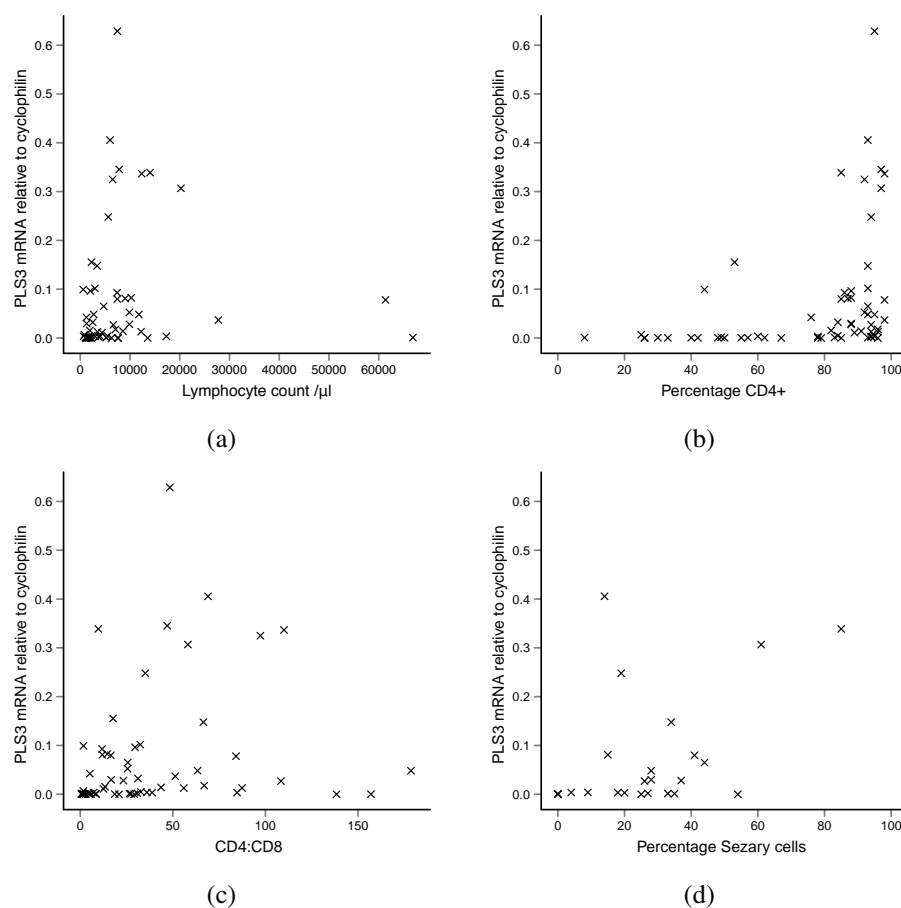 0.6
0.5
0.4
0.3
0.2
0.1
0.0
PLS3 mRNA relative to cyclophilin
0 10000 20000 30000 40000 50000 60000
Lymphocyte count /µl
(a)
0.6
0.5
0.4
0.3
0.2
0.1
0.0
PLS3 mRNA relative to cyclophilin
0 20 40 60 80 100
Percentage CD4+
(b)
0.6
0.5
0.4
0.3
0.2
0.1
0.0
PLS3 mRNA relative to cyclophilin
0 50 100 150
CD4:CD8
(c)
0.6
0.5
0.4
0.3
0.2
0.1
0.0
PLS3 mRNA relative to cyclophilin
0 20 40 60 80 100
Percentage Sezary cells
(d)